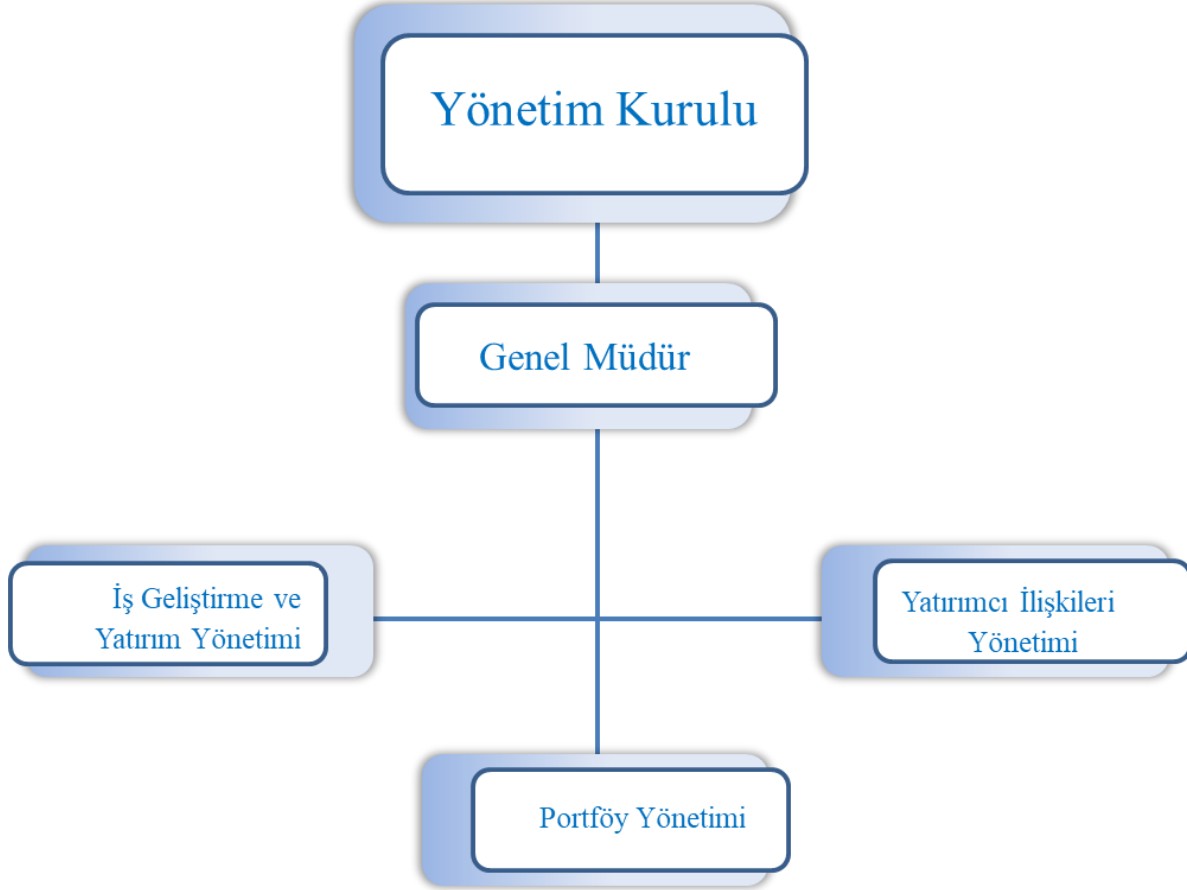 Yönetim Kurulu
Genel Müdür
İş Geliştirme ve
Yatırım Yönetimi
Yatırımcı İlişkileri
Yönetimi
Portföy Yönetimi